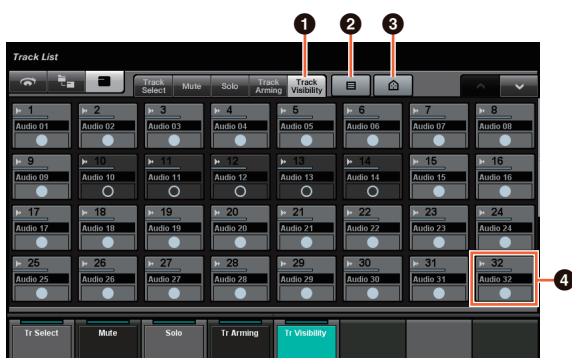 1 2 3
Track List
Track Select Mute Solo Track Arming Track Visibility
1 2 3 4 5 6 7 8
Audio 01 Audio 02 Audio 03 Audio 04 Audio 05 Audio 06 Audio 07 Audio 08
9 10 11 12 13 14 15 16
Audio 09 Audio 10 Audio 11 Audio 12 Audio 13 Audio 14 Audio 15 Audio 16
17 18 19 20 21 22 23 24
Audio 17 Audio 18 Audio 19 Audio 20 Audio 21 Audio 22 Audio 23 Audio 24
25 26 27 28 29 30 31 32
Audio 25 Audio 26 Audio 27 Audio 28 Audio 29 Audio 30 Audio 31 Audio 32
4
Tr Select Mute Solo Tr Arming Tr Visibility